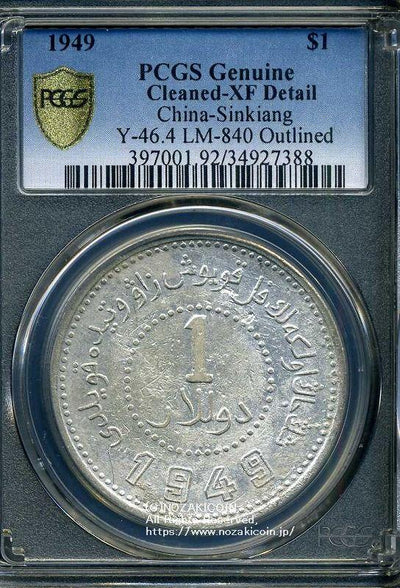 1949 $1
PCGS Genuine
Cleaned-XF Detail
China-Sinkiang
Y-46.4 LM-840 Outlined
397001.92/34927388
PCGS
1
دوللار
1949
©NOZAKICOIN
All Rights Reserved,
https://www.nozakicoin.jp/
PCGS